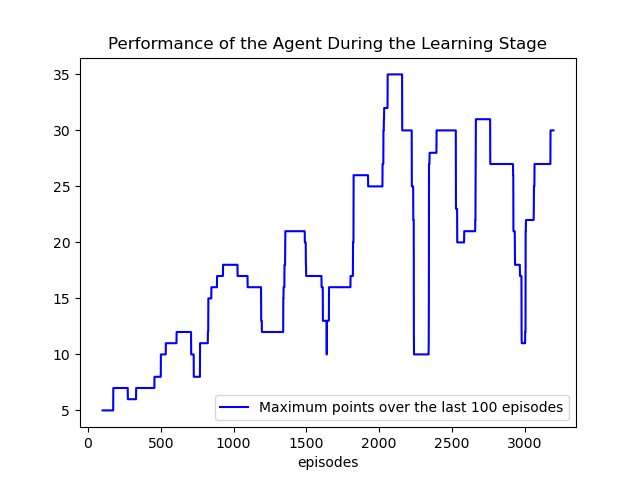 Performance of the Agent During the Learning Stage
35
30
25
20
15
10
5
Maximum points over the last 100 episodes
0 500 1000 1500 2000 2500 3000
episodes